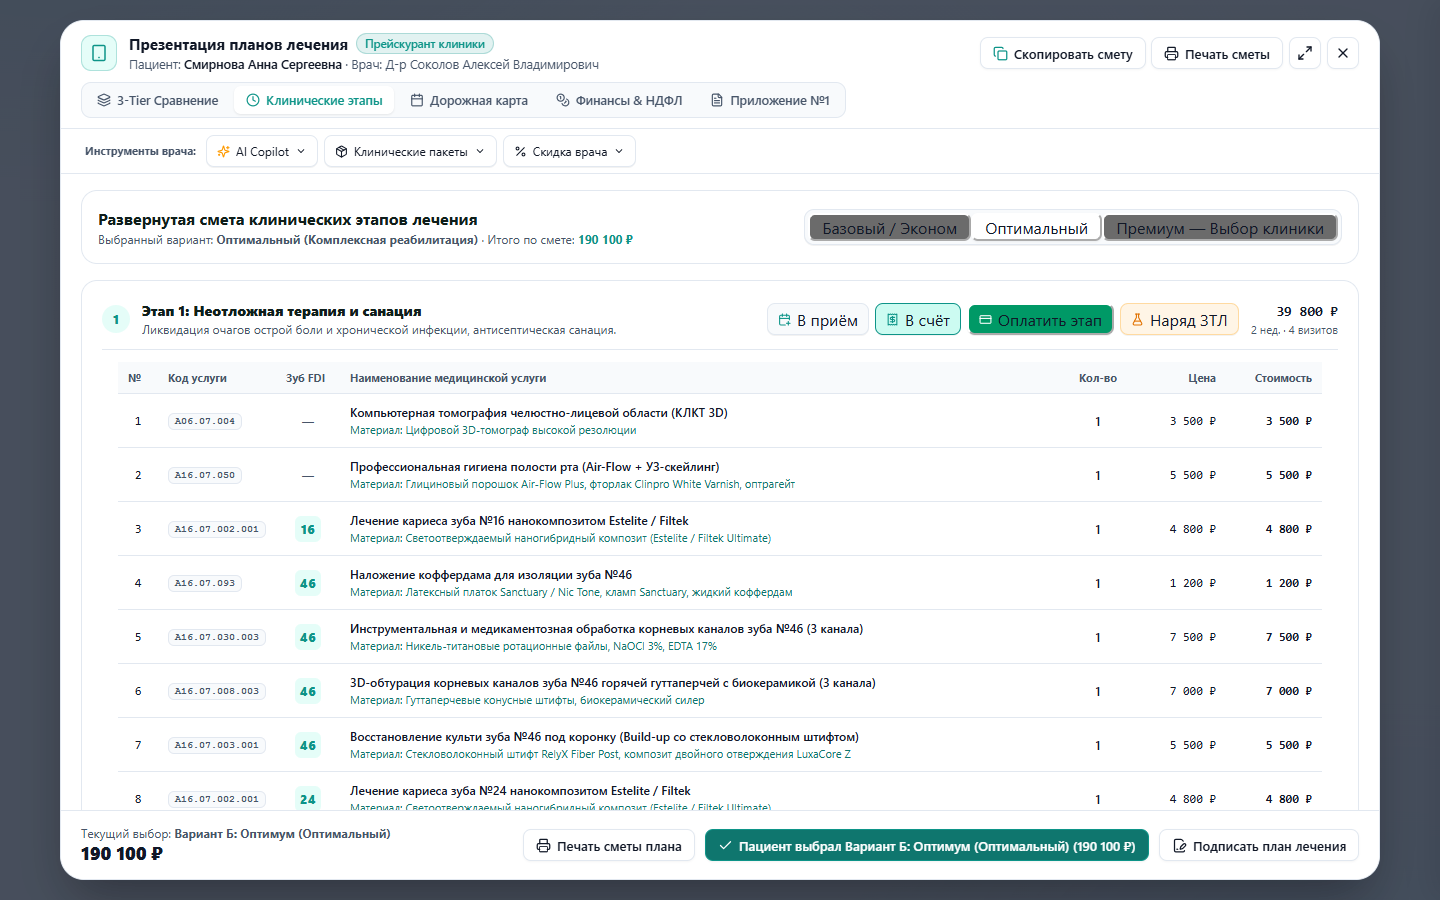 Презентация планов лечения Прейскурант клиники
Пациент: Смирнова Анна Сергеевна · Врач: Д-р Соколов Алексей Владимирович
Скопировать смету Печать сметы
3-Tier Сравнение Клинические этапы Дорожная карта Финансы & НДФЛ Приложение №1
Инструменты врача: AI Copilot Клинические пакеты Скидка врача
Развернутая смета клинических этапов лечения
Выбранный вариант: Оптимальный (Комплексная реабилитация) · Итого по смете: 190 100 ₽
Базовый / Эконом Оптимальный Премиум — Выбор клиники
1 Этап 1: Неотложная терапия и санация
Ликвидация очагов острой боли и хронической инфекции, антисептическая санация.
В приём В счёт Оплатить этап Наряд ЗТЛ
39 800 ₽
2 нед. · 4 визитов
№ Код услуги Зуб FDI Наименование медицинской услуги Кол-во Цена Стоимость
1 A06.07.004 — Компьютерная томография челюстно-лицевой области (КЛКТ 3D) 1 3 500 ₽ 3 500 ₽
Материал: Цифровой 3D-томограф высокой резолюции
2 A16.07.050 — Профессиональная гигиена полости рта (Air-Flow + УЗ-скейлинг) 1 5 500 ₽ 5 500 ₽
Материал: Глициновый порошок Air-Flow Plus, фторлак Clinpro White Varnish, оптрагейт
3 A16.07.002.001 16 Лечение кариеса зуба №16 нанокомпозитом Estelite / Filtek 1 4 800 ₽ 4 800 ₽
Материал: Светоотверждаемый наногибридный композит (Estelite / Filtek Ultimate)
4 A16.07.093 46 Наложение коффердама для изоляции зуба №46 1 1 200 ₽ 1 200 ₽
Материал: Латексный платок Sanctuary / Nic Tone, кламп Sanctuary, жидкий коффердам
5 A16.07.030.003 46 Инструментальная и медикаментозная обработка корневых каналов зуба №46 (3 канала) 1 7 500 ₽ 7 500 ₽
Материал: Никель-титановые ротационные файлы, NaOCl 3%, EDTA 17%
6 A16.07.008.003 46 3D-обтурация корневых каналов зуба №46 горячей гуттаперчей с биокерамикой (3 канала) 1 7 000 ₽ 7 000 ₽
Материал: Гуттаперчевые конусные штифты, биокерамический силер
7 A16.07.003.001 46 Восстановление культи зуба №46 под коронку (Build-up со стекловолоконным штифтом) 1 5 500 ₽ 5 500 ₽
Материал: Стекловолоконный штифт RelyX Fiber Post, композит двойного отверждения LuxaCore Z
8 A16.07.002.001 24 Лечение кариеса зуба №24 нанокомпозитом Estelite / Filtek 1 4 800 ₽ 4 800 ₽
Материал: Светоотверждаемый наногибридный композит (Estelite / Filtek Ultimate)
Текущий выбор: Вариант Б: Оптимум (Оптимальный)
190 100 ₽
Печать сметы плана Пациент выбрал Вариант Б: Оптимум (Оптимальный) (190 100 ₽) Подписать план лечения